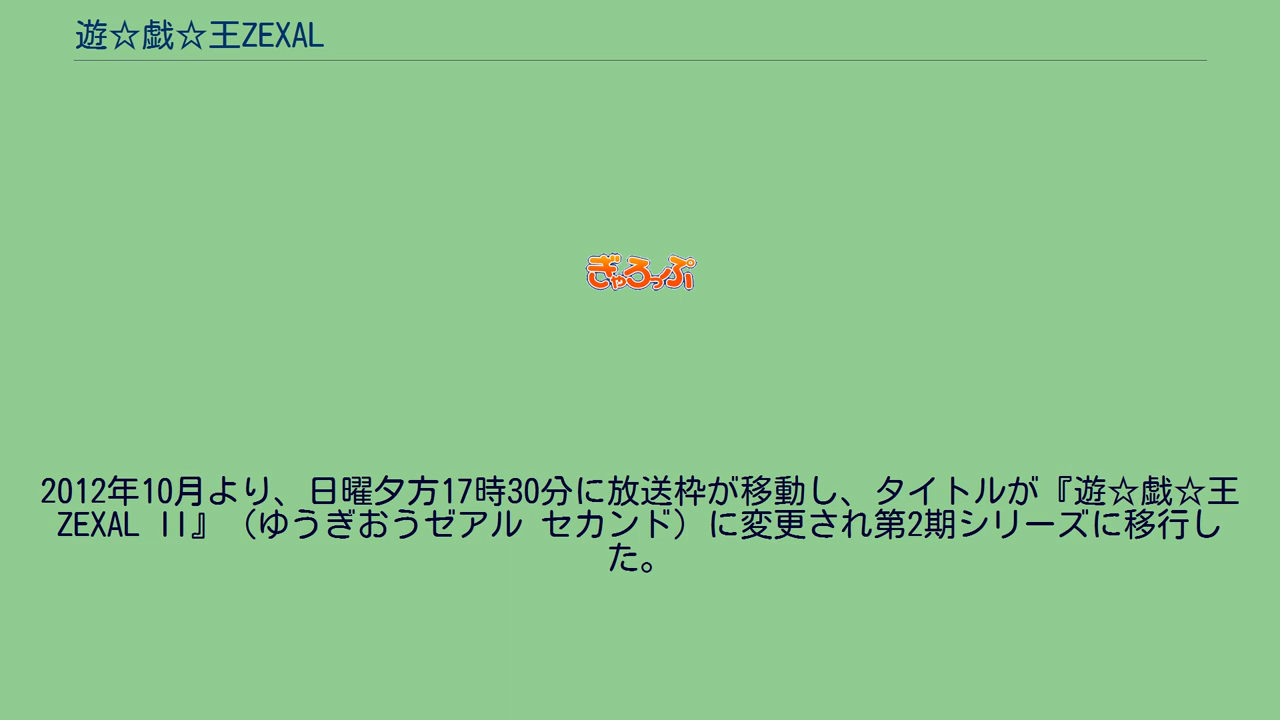 遊☆戯☆王ZEXAL
ぎゃろっぷ
2012年10月より、日曜夕方17時30分に放送枠が移動し、タイトルが『遊☆戯☆王
ZEXAL II』（ゆうぎおうゼアル セカンド）に変更され第2期シリーズに移行し
た。